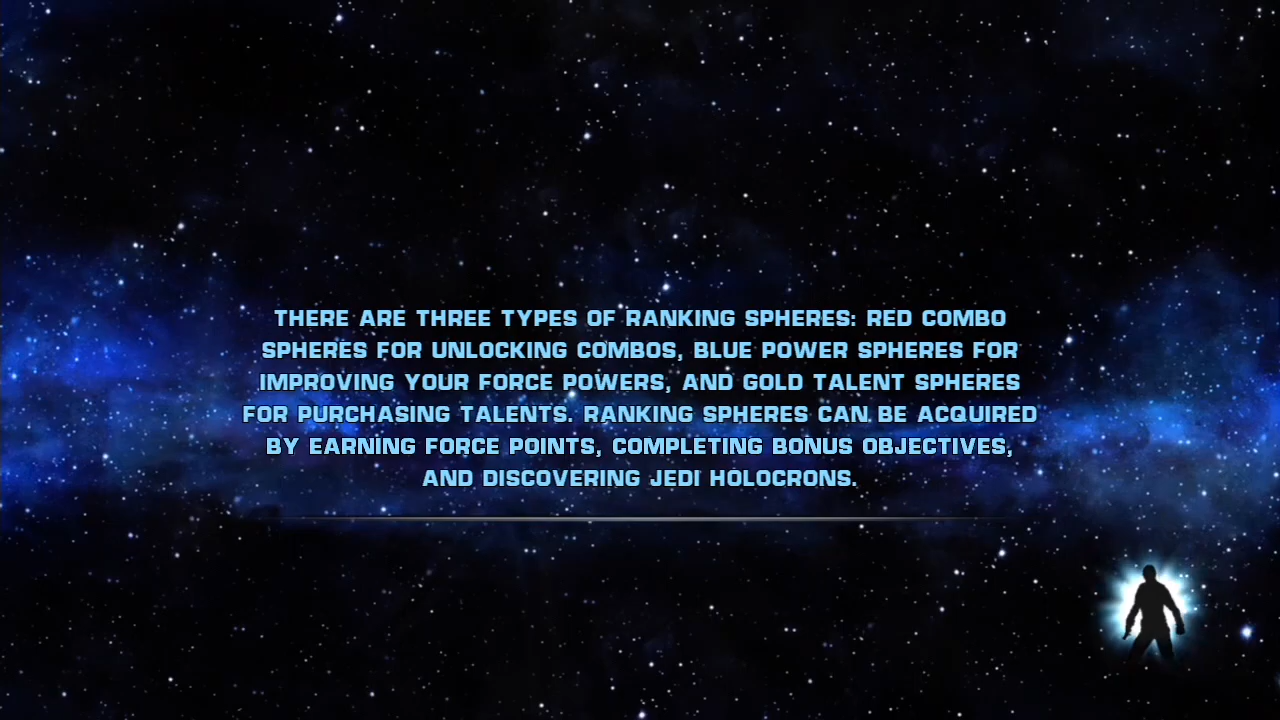 THERE ARE THREE TYPES OF RANKING SPHERES: RED COMBO
SPHERES FOR UNLOCKING COMBOS, BLUE POWER SPHERES FOR
IMPROVING YOUR FORCE POWERS, AND GOLD TALENT SPHERES
FOR PURCHASING TALENTS. RANKING SPHERES CAN BE ACQUIRED
BY EARNING FORCE POINTS, COMPLETING BONUS OBJECTIVES,
AND DISCOVERING JEDI HOLOCRONS.